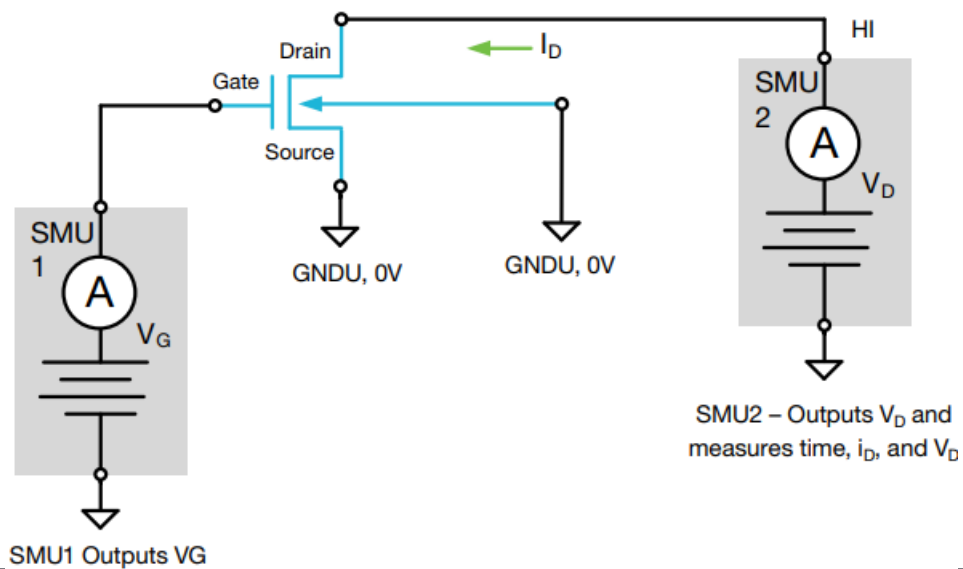 HI
Drain
I_D
SMU
2
Gate
A
Source
V_D
SMU
1
GNDU, 0V
GNDU, 0V
A
V_G
SMU2 – Outputs V_D and
measures time, i_D, and V_D
SMU1 Outputs VG